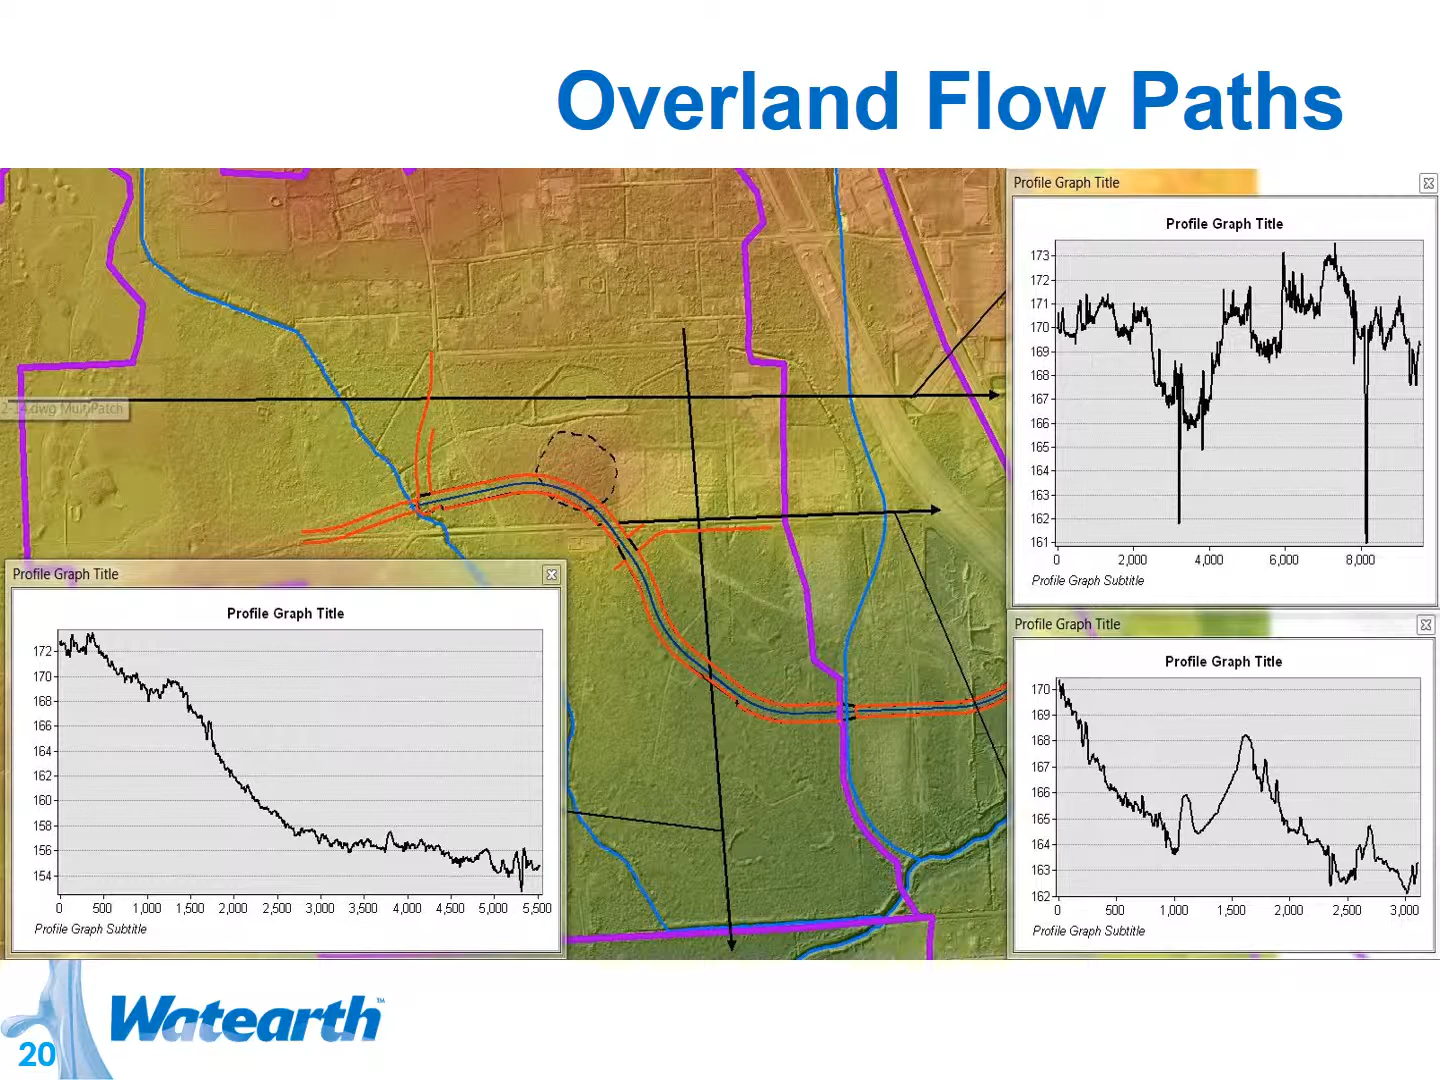 Overland Flow Paths
2-14.dwg MultiPatch
Profile Graph Title
Profile Graph Title
173
172
171
170
169
168
167
166
165
164
163
162
161
0 2,000 4,000 6,000 8,000
Profile Graph Subtitle
Profile Graph Title
Profile Graph Title
172
170
168
166
164
162
160
158
156
154
0 500 1,000 1,500 2,000 2,500 3,000 3,500 4,000 4,500 5,000 5,500
Profile Graph Subtitle
Profile Graph Title
Profile Graph Title
170
169
168
167
166
165
164
163
162
0 500 1,000 1,500 2,000 2,500 3,000
Profile Graph Subtitle
Watearth™
20